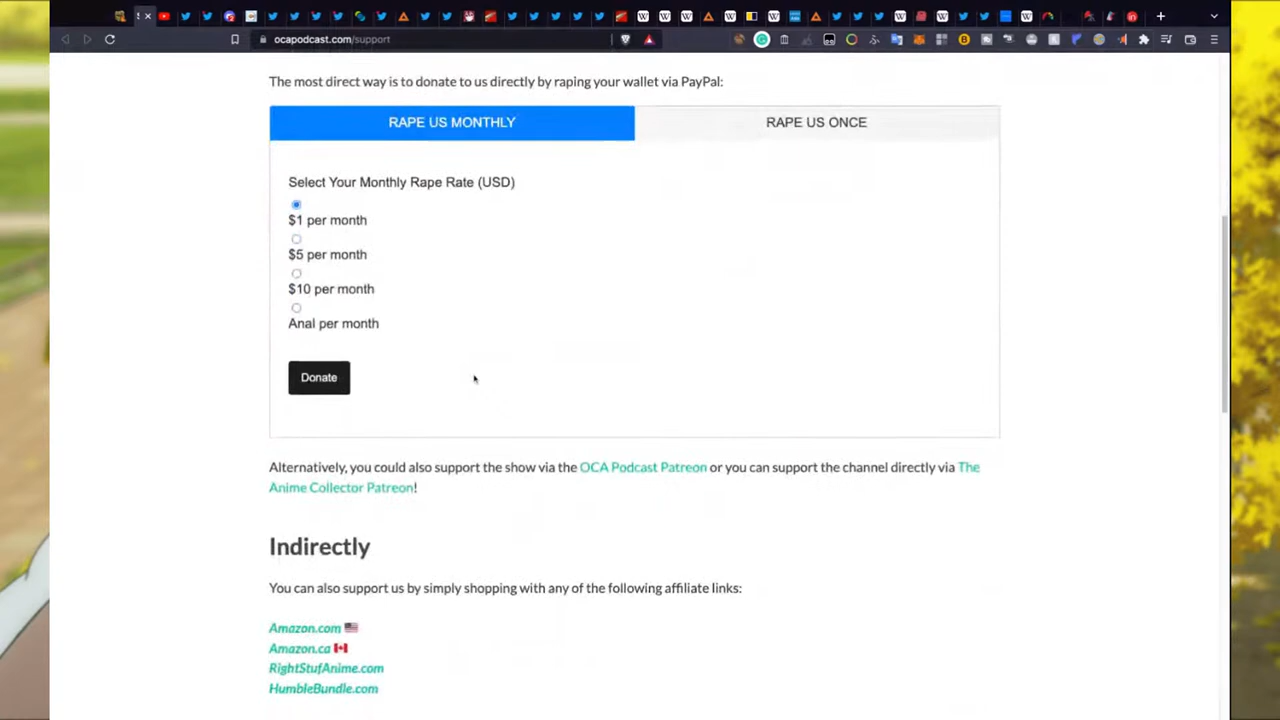 ocapodcast.com/support
The most direct way is to donate to us directly by raping your wallet via PayPal:
RAPE US MONTHLY
RAPE US ONCE
Select Your Monthly Rape Rate (USD)
$1 per month
$5 per month
$10 per month
Anal per month
Donate
Alternatively, you could also support the show via the OCA Podcast Patreon or you can support the channel directly via The
Anime Collector Patreon!
Indirectly
You can also support us by simply shopping with any of the following affiliate links:
Amazon.com
Amazon.ca
RightStufAnime.com
HumbleBundle.com